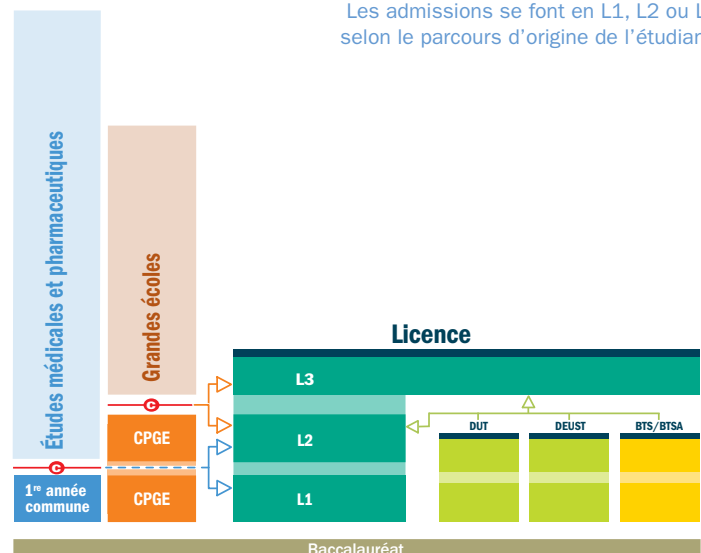 Les admissions se font en L1, L2 ou L
selon le parcours d’origine de l’étudian
Études médicales et pharmaceutiques
Grandes écoles
Licence
L3
C
CPGE
L2
DUT
DEUST
BTS/BTSA
C
1re année
commune
CPGE
L1
Baccalauréat